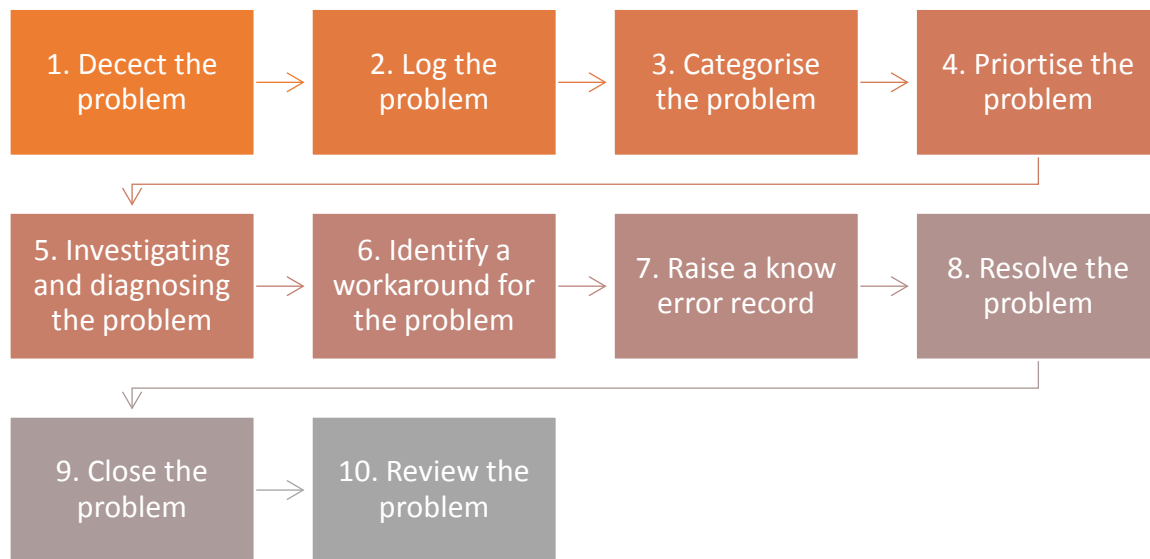 1. Decect the
problem
2. Log the
problem
3. Categorise
the problem
4. Priortise the
problem
5. Investigating
and diagnosing
the problem
6. Identify a
workaround for
the problem
7. Raise a know
error record
8. Resolve the
problem
9. Close the
problem
10. Review the
problem